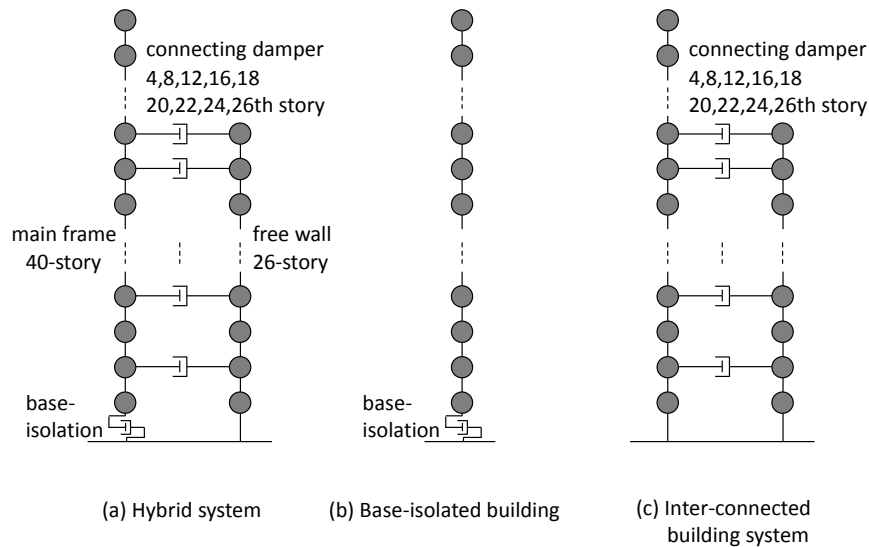 connecting damper
4,8,12,16,18
20,22,24,26th story
main frame
40-story
free wall
26-story
base-
isolation
(a) Hybrid system
base-
isolation
(b) Base-isolated building
connecting damper
4,8,12,16,18
20,22,24,26th story
(c) Inter-connected
building system